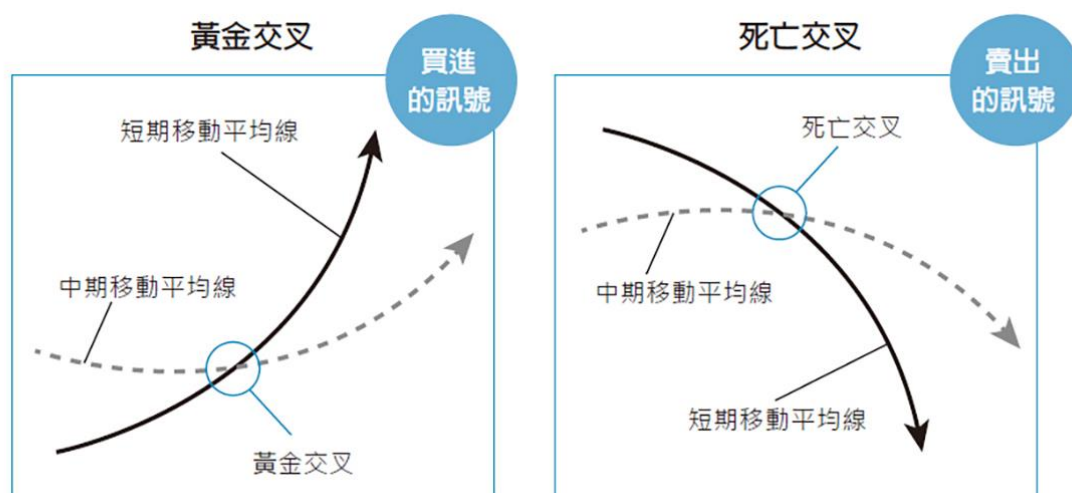 黃金交叉
買進
的訊號
短期移動平均線
中期移動平均線
黃金交叉
死亡交叉
賣出
的訊號
死亡交叉
中期移動平均線
短期移動平均線